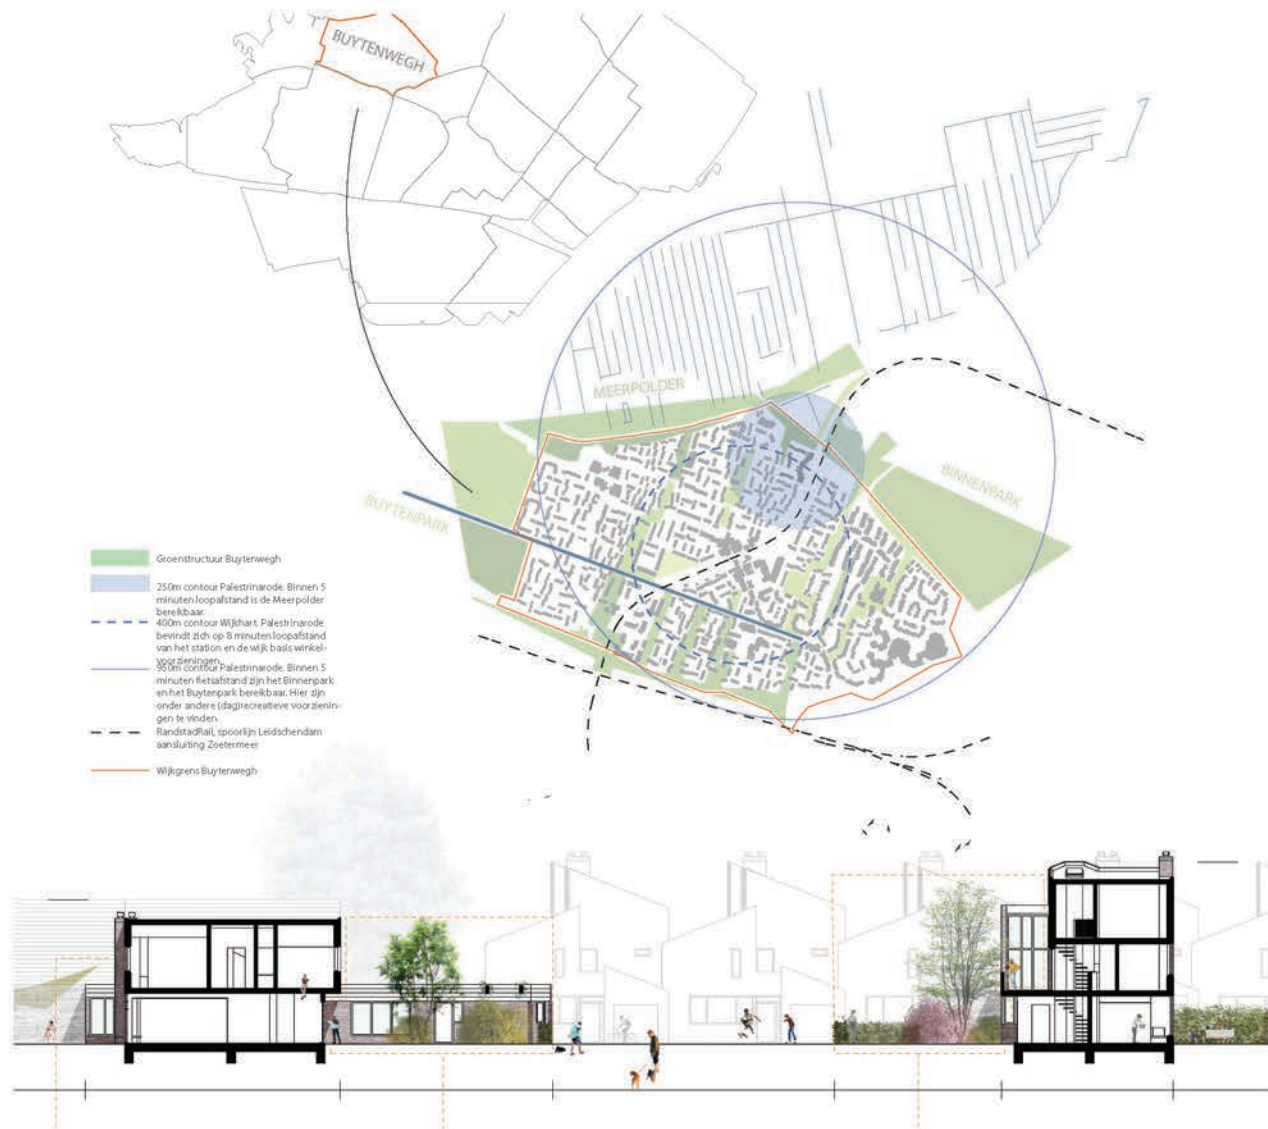 BUYTENWEGH
MEERPOLDER
BINNENPARK
BUYTENPARK
Groenstructuur Buytenwegh
250m contour Palestrinarode. Binnen 5
minuten loopafstand is de Meerpolder
bereikbaar.
400m contour Wijkhart. Palestrinarode
bevindt zich op 8 minuten loopafstand
van het station en de wijk basis winkel-
voorzieningen.
950m contour Palestrinarode. Binnen 5
minuten fietsafstand zijn het Binnenpark
en het Buytenpark bereikbaar. Hier zijn
onder andere (dag)recreatieve voorzienin-
gen te vinden.
RandstadRail, spoorlijn Leidschendam
aansluiting Zoetermeer
Wijkgrens Buytenwegh